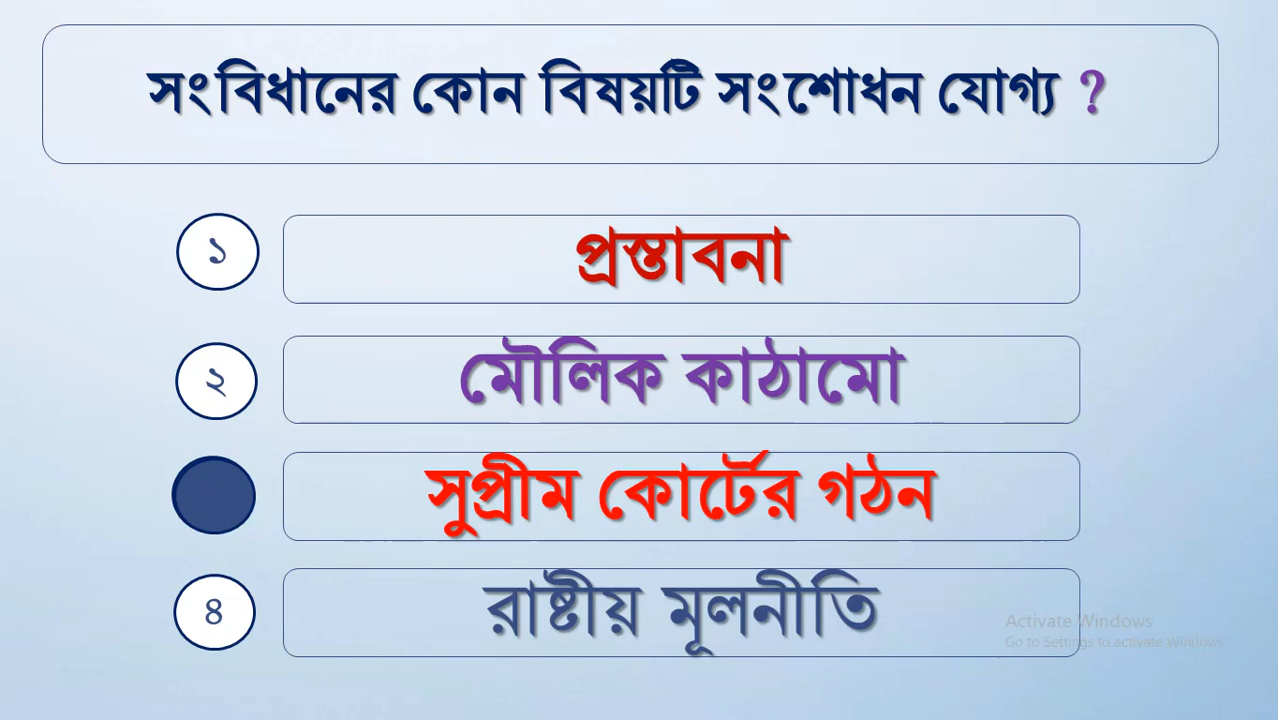 সংবিধানের কোন বিষয়টি সংশোধন যোগ্য ?
১
প্রস্তাবনা
২
মৌলিক কাঠামো
সুপ্রীম কোর্টের গঠন
৪
রাষ্টীয় মূলনীতি
Activate Windows
Go to Settings to activate Windows.